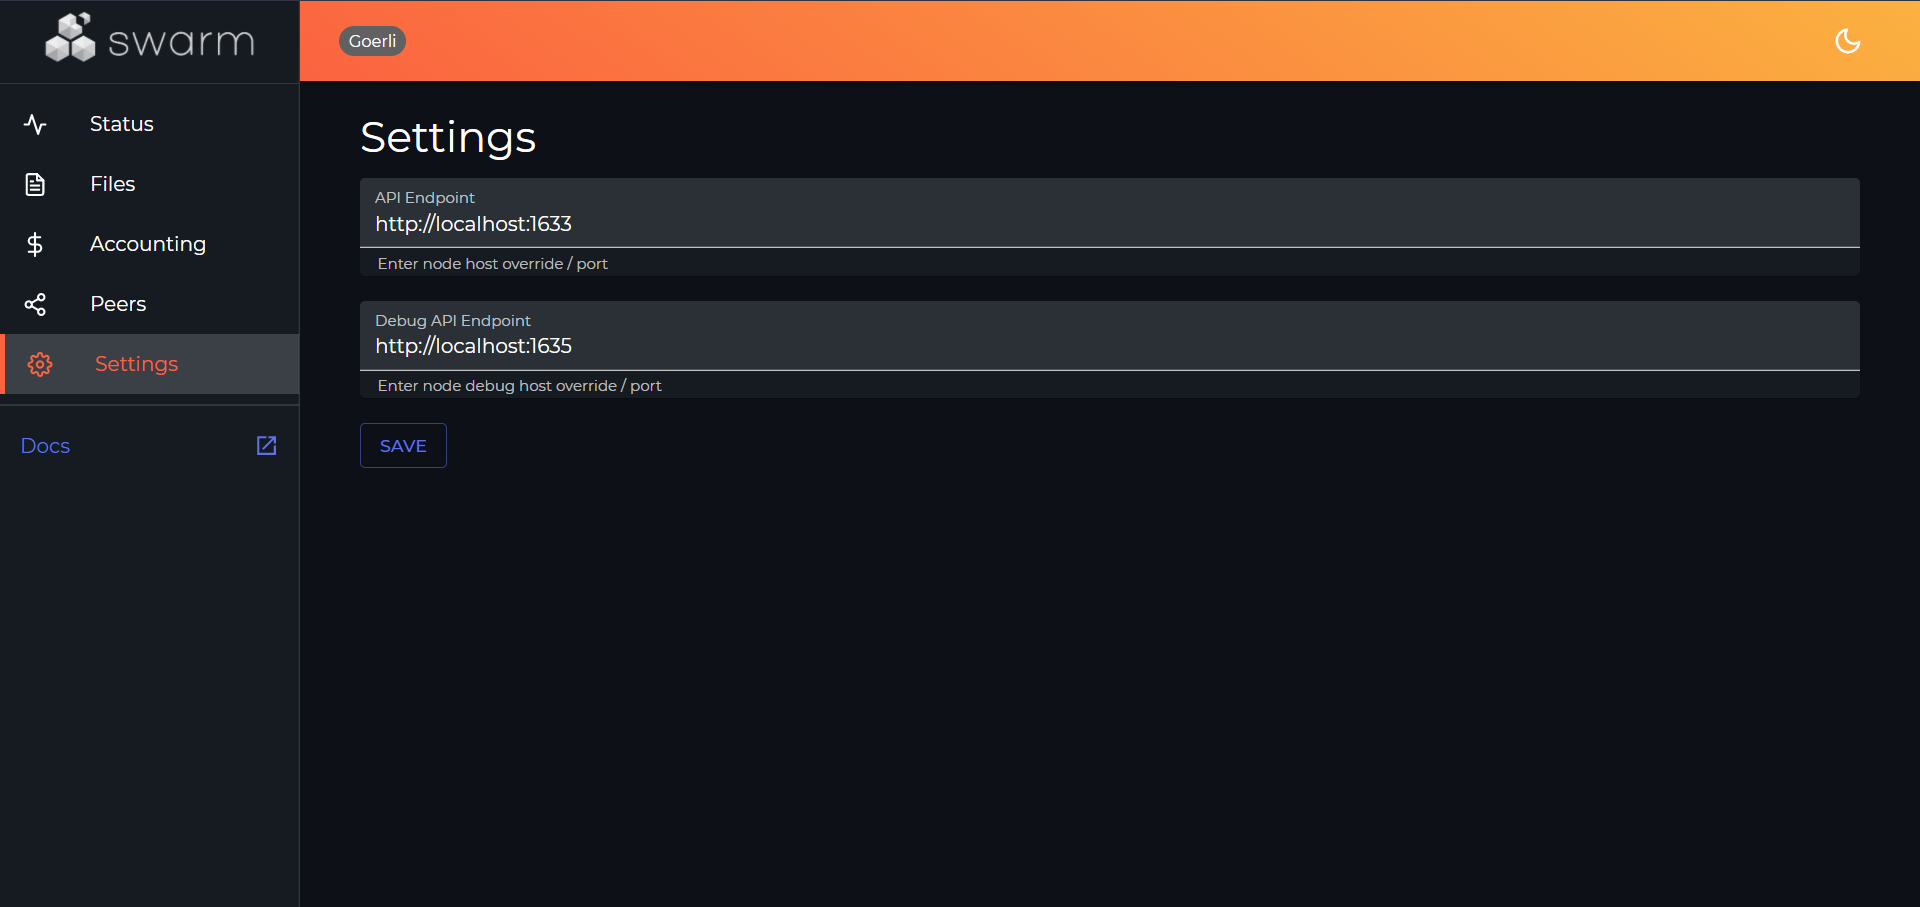 swarm
Goerli
Status
Files
Accounting
Peers
Settings
Docs
Settings
API Endpoint
http://localhost:1633
Enter node host override / port
Debug API Endpoint
http://localhost:1635
Enter node debug host override / port
SAVE